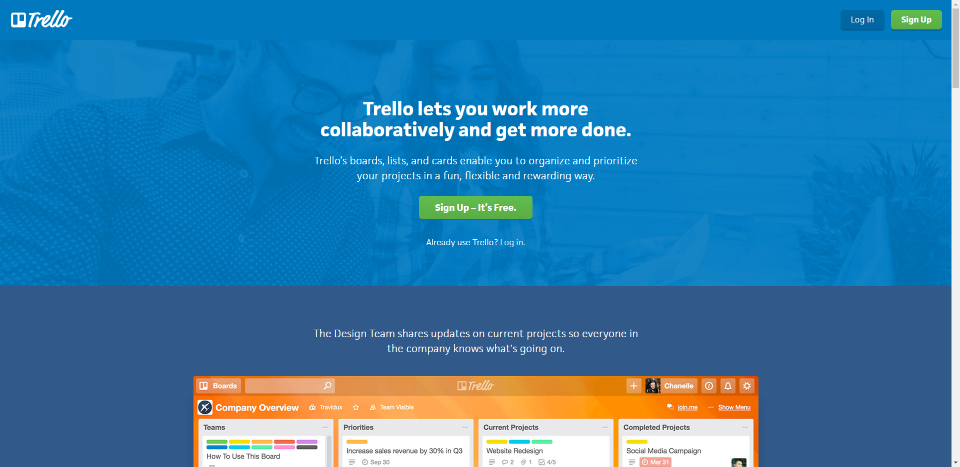 Trello
Log In
Sign Up
Trello lets you work more
collaboratively and get more done.
Trello's boards, lists, and cards enable you to organize and prioritize
your projects in a fun, flexible and rewarding way.
Sign Up – It's Free.
Already use Trello? Log in.
The Design Team shares updates on current projects so everyone in
the company knows what's going on.
Boards
Trello
Chanelle
Company Overview
Travidux
Team Visible
join.me
Show Menu
Teams
Priorities
Current Projects
Completed Projects
How To Use This Board
Increase sales revenue by 30% in Q3
Sep 30
Website Redesign
2 1 4/5
Social Media Campaign
Mar 31